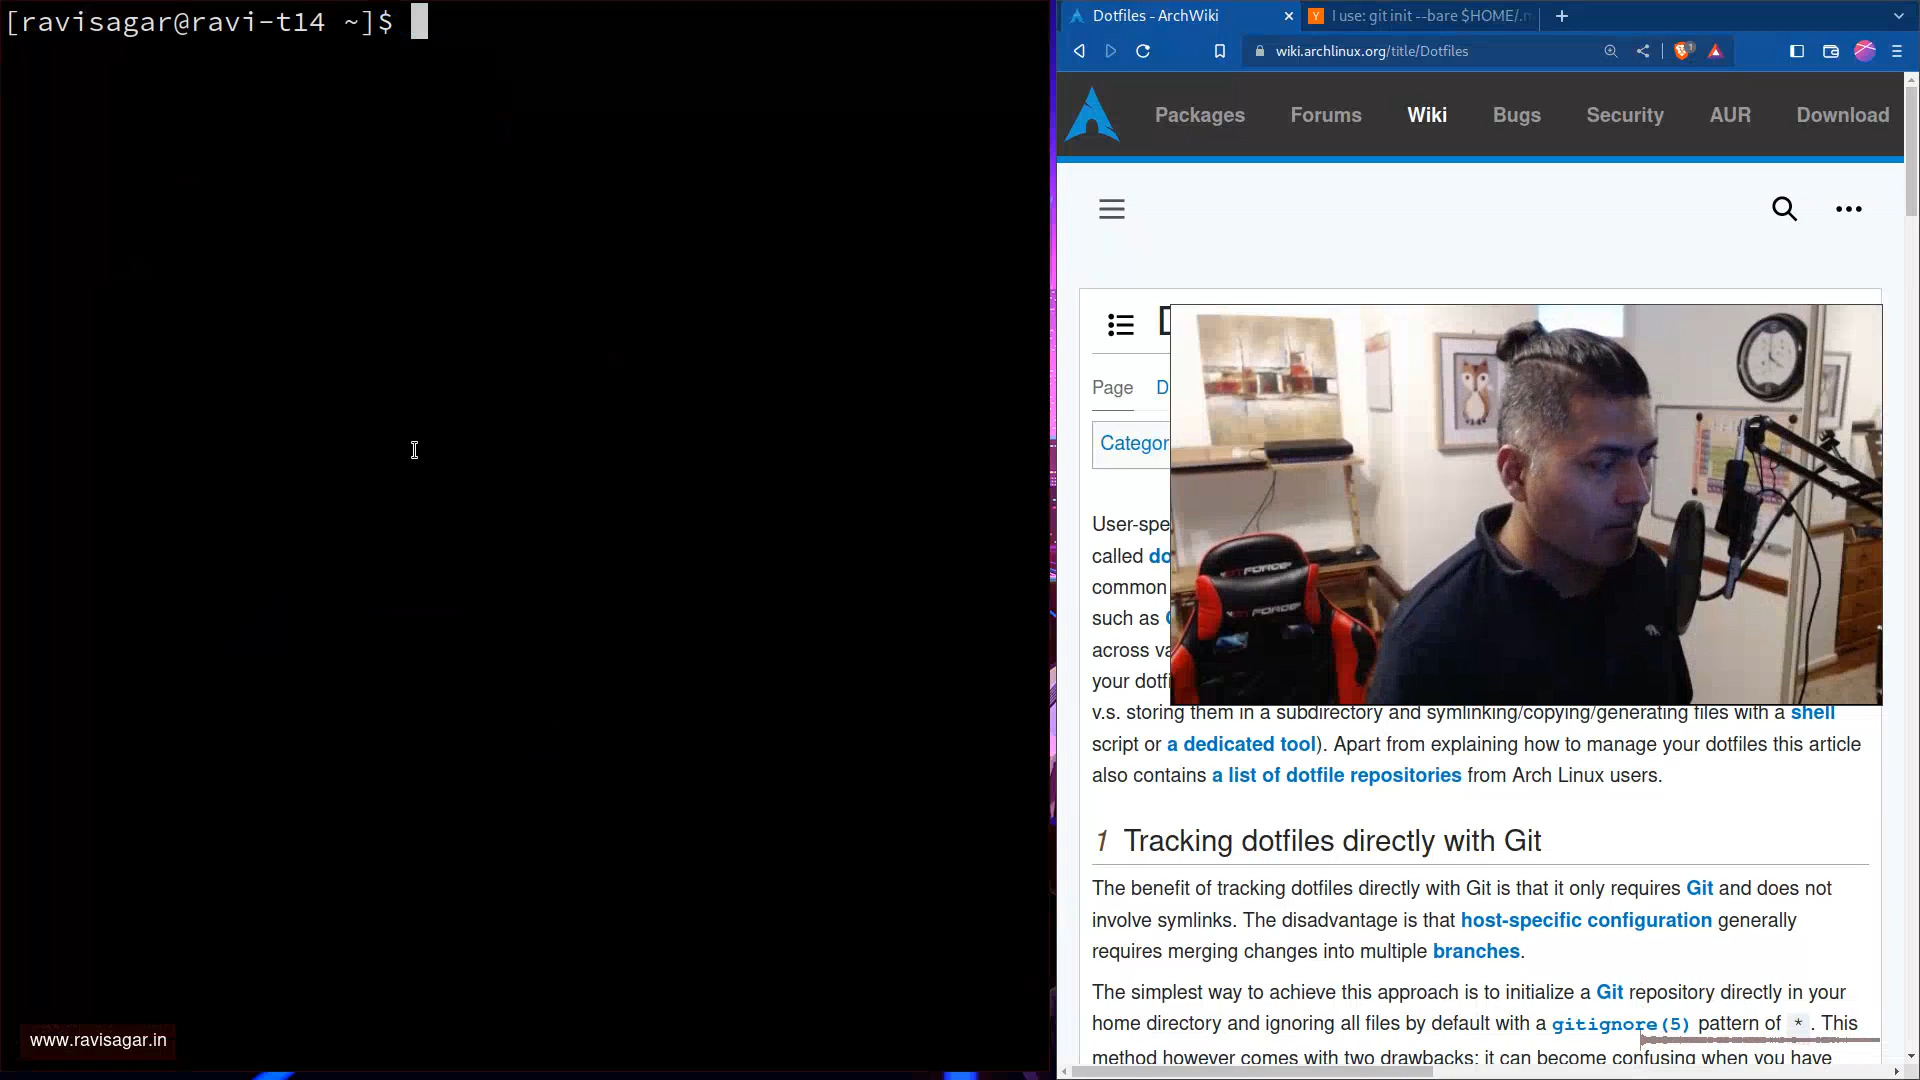 [ravisagar@ravi-t14 ~]$
www.ravisagar.in
Dotfiles - ArchWiki
I use: git init --bare $HOME/.m
wiki.archlinux.org/title/Dotfiles
Packages Forums Wiki Bugs Security AUR Download
D
Page D
Categor
User-spe
called do
common
such as
across va
your dotfi
v.s. storing them in a subdirectory and symlinking/copying/generating files with a shell
script or a dedicated tool). Apart from explaining how to manage your dotfiles this article
also contains a list of dotfile repositories from Arch Linux users.
1 Tracking dotfiles directly with Git
The benefit of tracking dotfiles directly with Git is that it only requires Git and does not
involve symlinks. The disadvantage is that host-specific configuration generally
requires merging changes into multiple branches.
The simplest way to achieve this approach is to initialize a Git repository directly in your
home directory and ignoring all files by default with a gitignore(5) pattern of *. This
method however comes with two drawbacks: it can become confusing when you have
GT FORCE
GT FORCE